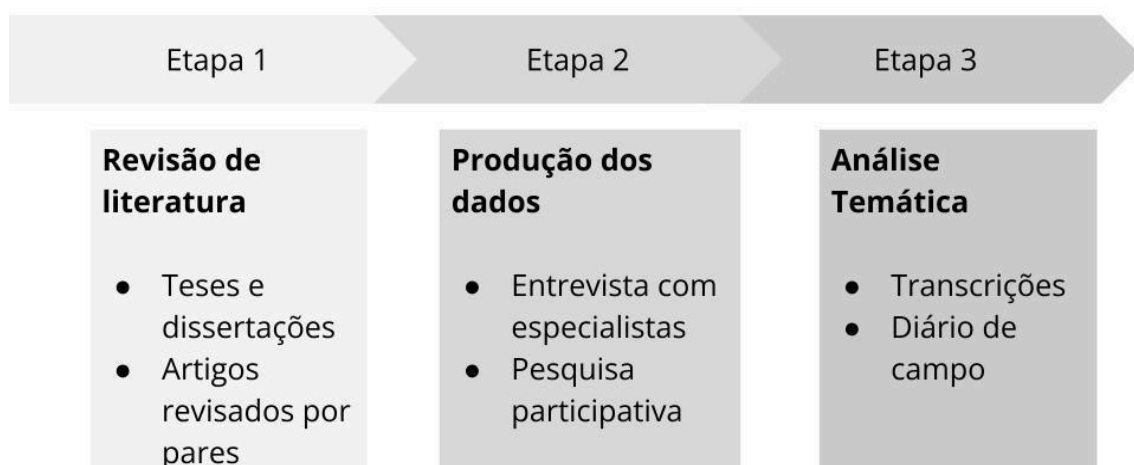 Etapa 1
Etapa 2
Etapa 3
Revisão de
literatura
● Teses e
dissertações
● Artigos
revisados por
pares
Produção dos
dados
● Entrevista com
especialistas
● Pesquisa
participativa
Análise
Temática
● Transcrições
● Diário de
campo